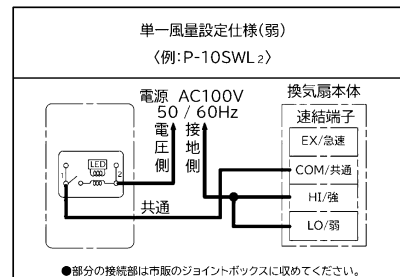 単一風量設定仕様(弱)
〈例:P-10SWL₂〉
電源 AC100V
50 / 60Hz
電圧側
接地側
換気扇本体
速結端子
EX/急速
COM/共通
HI/強
LO/弱
LED
1
2
共通
●部分の接続部は市販のジョイントボックスに収めてください。